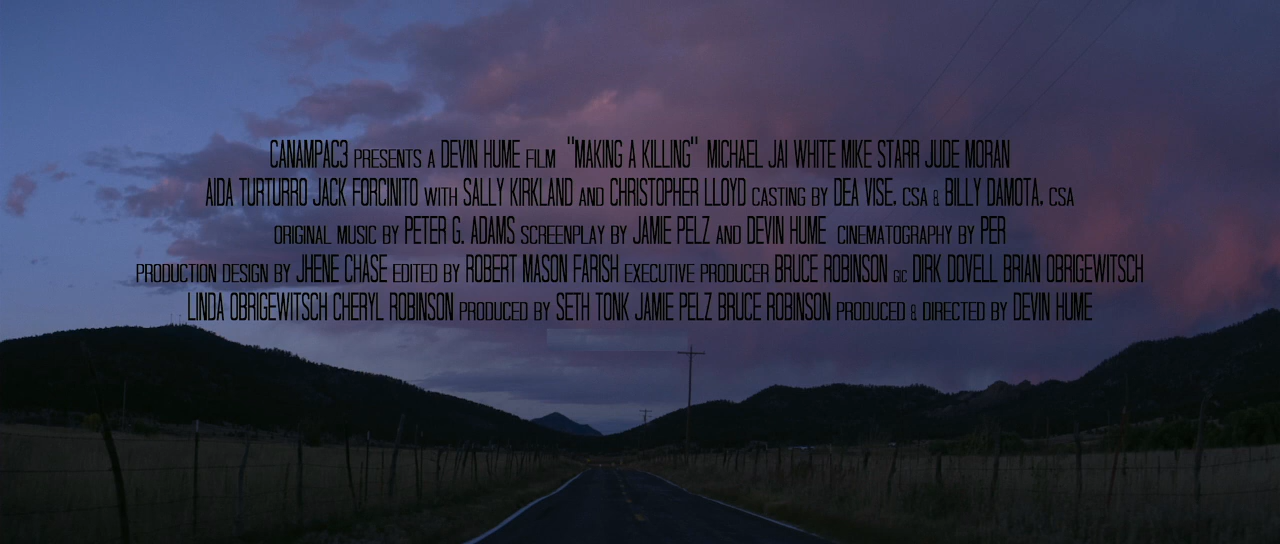 CANAMPAC3 PRESENTS A DEVIN HUME FILM "MAKING A KILLING" MICHAEL JAI WHITE MIKE STARR JUDE MORAN
AIDA TURTURRO JACK FORCINITO WITH SALLY KIRKLAND AND CHRISTOPHER LLOYD CASTING BY DEA VISE, CSA & BILLY DAMOTA, CSA
ORIGINAL MUSIC BY PETER G. ADAMS SCREENPLAY BY JAMIE PELZ AND DEVIN HUME CINEMATOGRAPHY BY PER
PRODUCTION DESIGN BY JHENE CHASE EDITED BY ROBERT MASON FARISH EXECUTIVE PRODUCER BRUCE ROBINSON GIC DIRK DOVELL BRIAN OBRIGEWITSCH
LINDA OBRIGEWITSCH CHERYL ROBINSON PRODUCED BY SETH TONK JAMIE PELZ BRUCE ROBINSON PRODUCED & DIRECTED BY DEVIN HUME